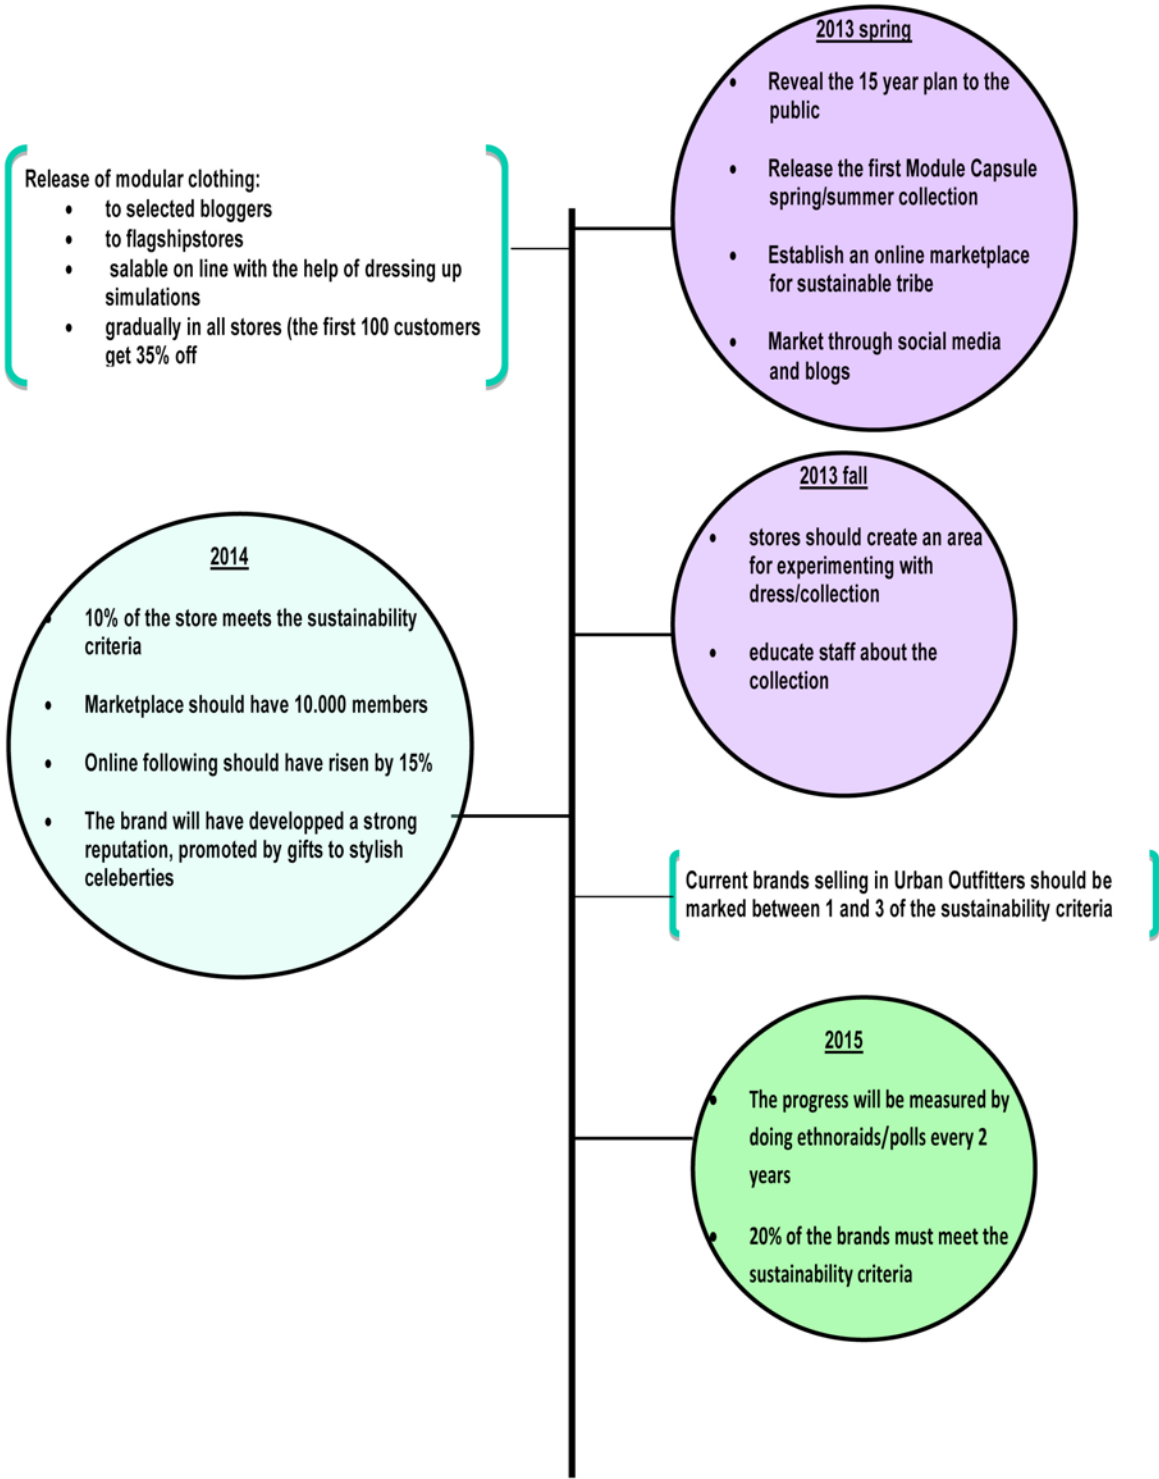 2013 spring
• Reveal the 15 year plan to the
public
• Release the first Module Capsule
spring/summer collection
• Establish an online marketplace
for sustainable tribe
• Market through social media
and blogs
Release of modular clothing:
• to selected bloggers
• to flagshipstores
• salable on line with the help of dressing up
simulations
• gradually in all stores (the first 100 customers
get 35% off
2013 fall
• stores should create an area
for experimenting with
dress/collection
• educate staff about the
collection
2014
• 10% of the store meets the sustainability
criteria
• Marketplace should have 10.000 members
• Online following should have risen by 15%
• The brand will have developped a strong
reputation, promoted by gifts to stylish
celeberties
Current brands selling in Urban Outfitters should be
marked between 1 and 3 of the sustainability criteria
2015
• The progress will be measured by
doing ethnoraids/polls every 2
years
• 20% of the brands must meet the
sustainability criteria